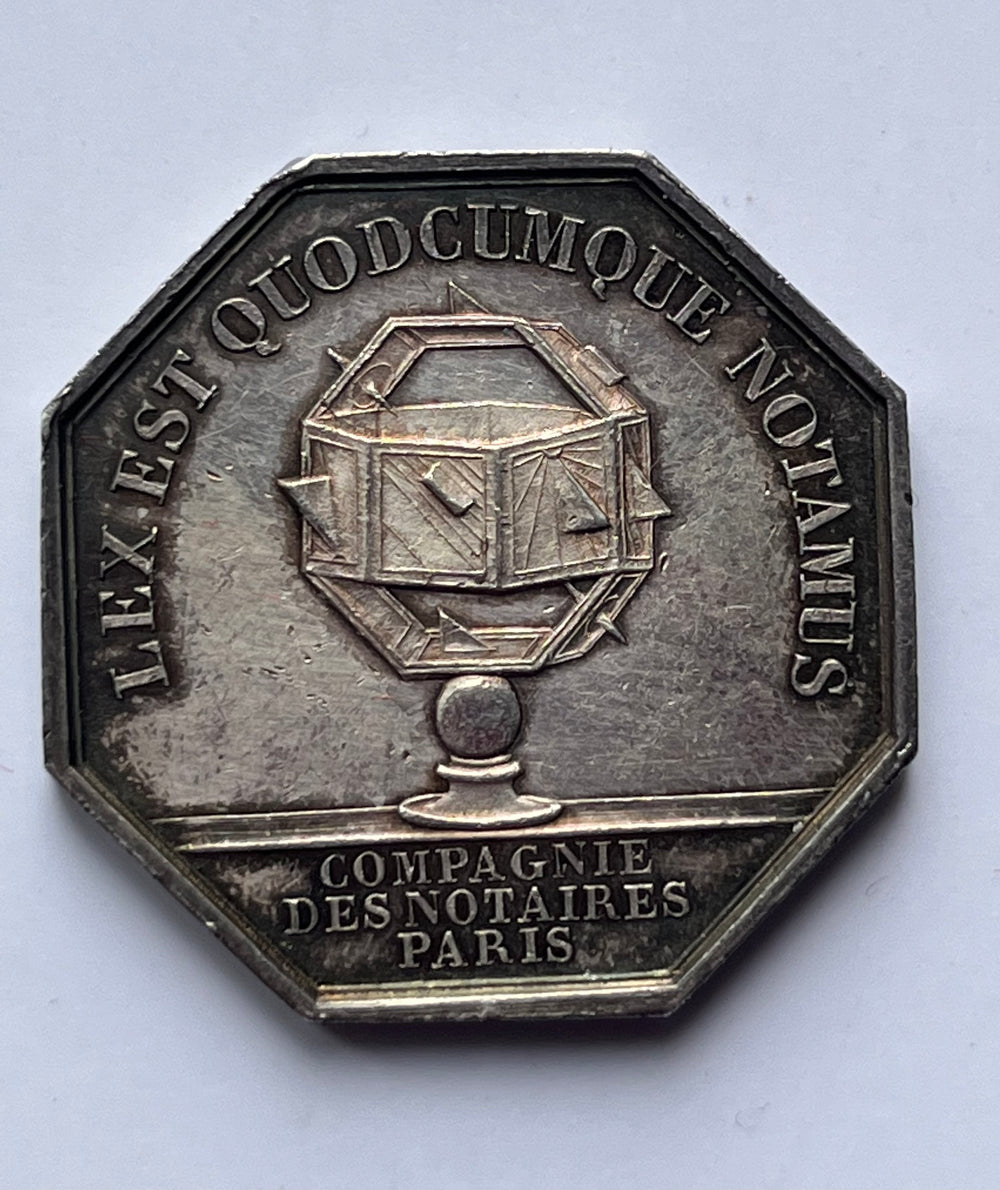 LEX EST QUODCUMQUE NOTAMUS
COMPAGNIE
DES NOTAIRES
PARIS